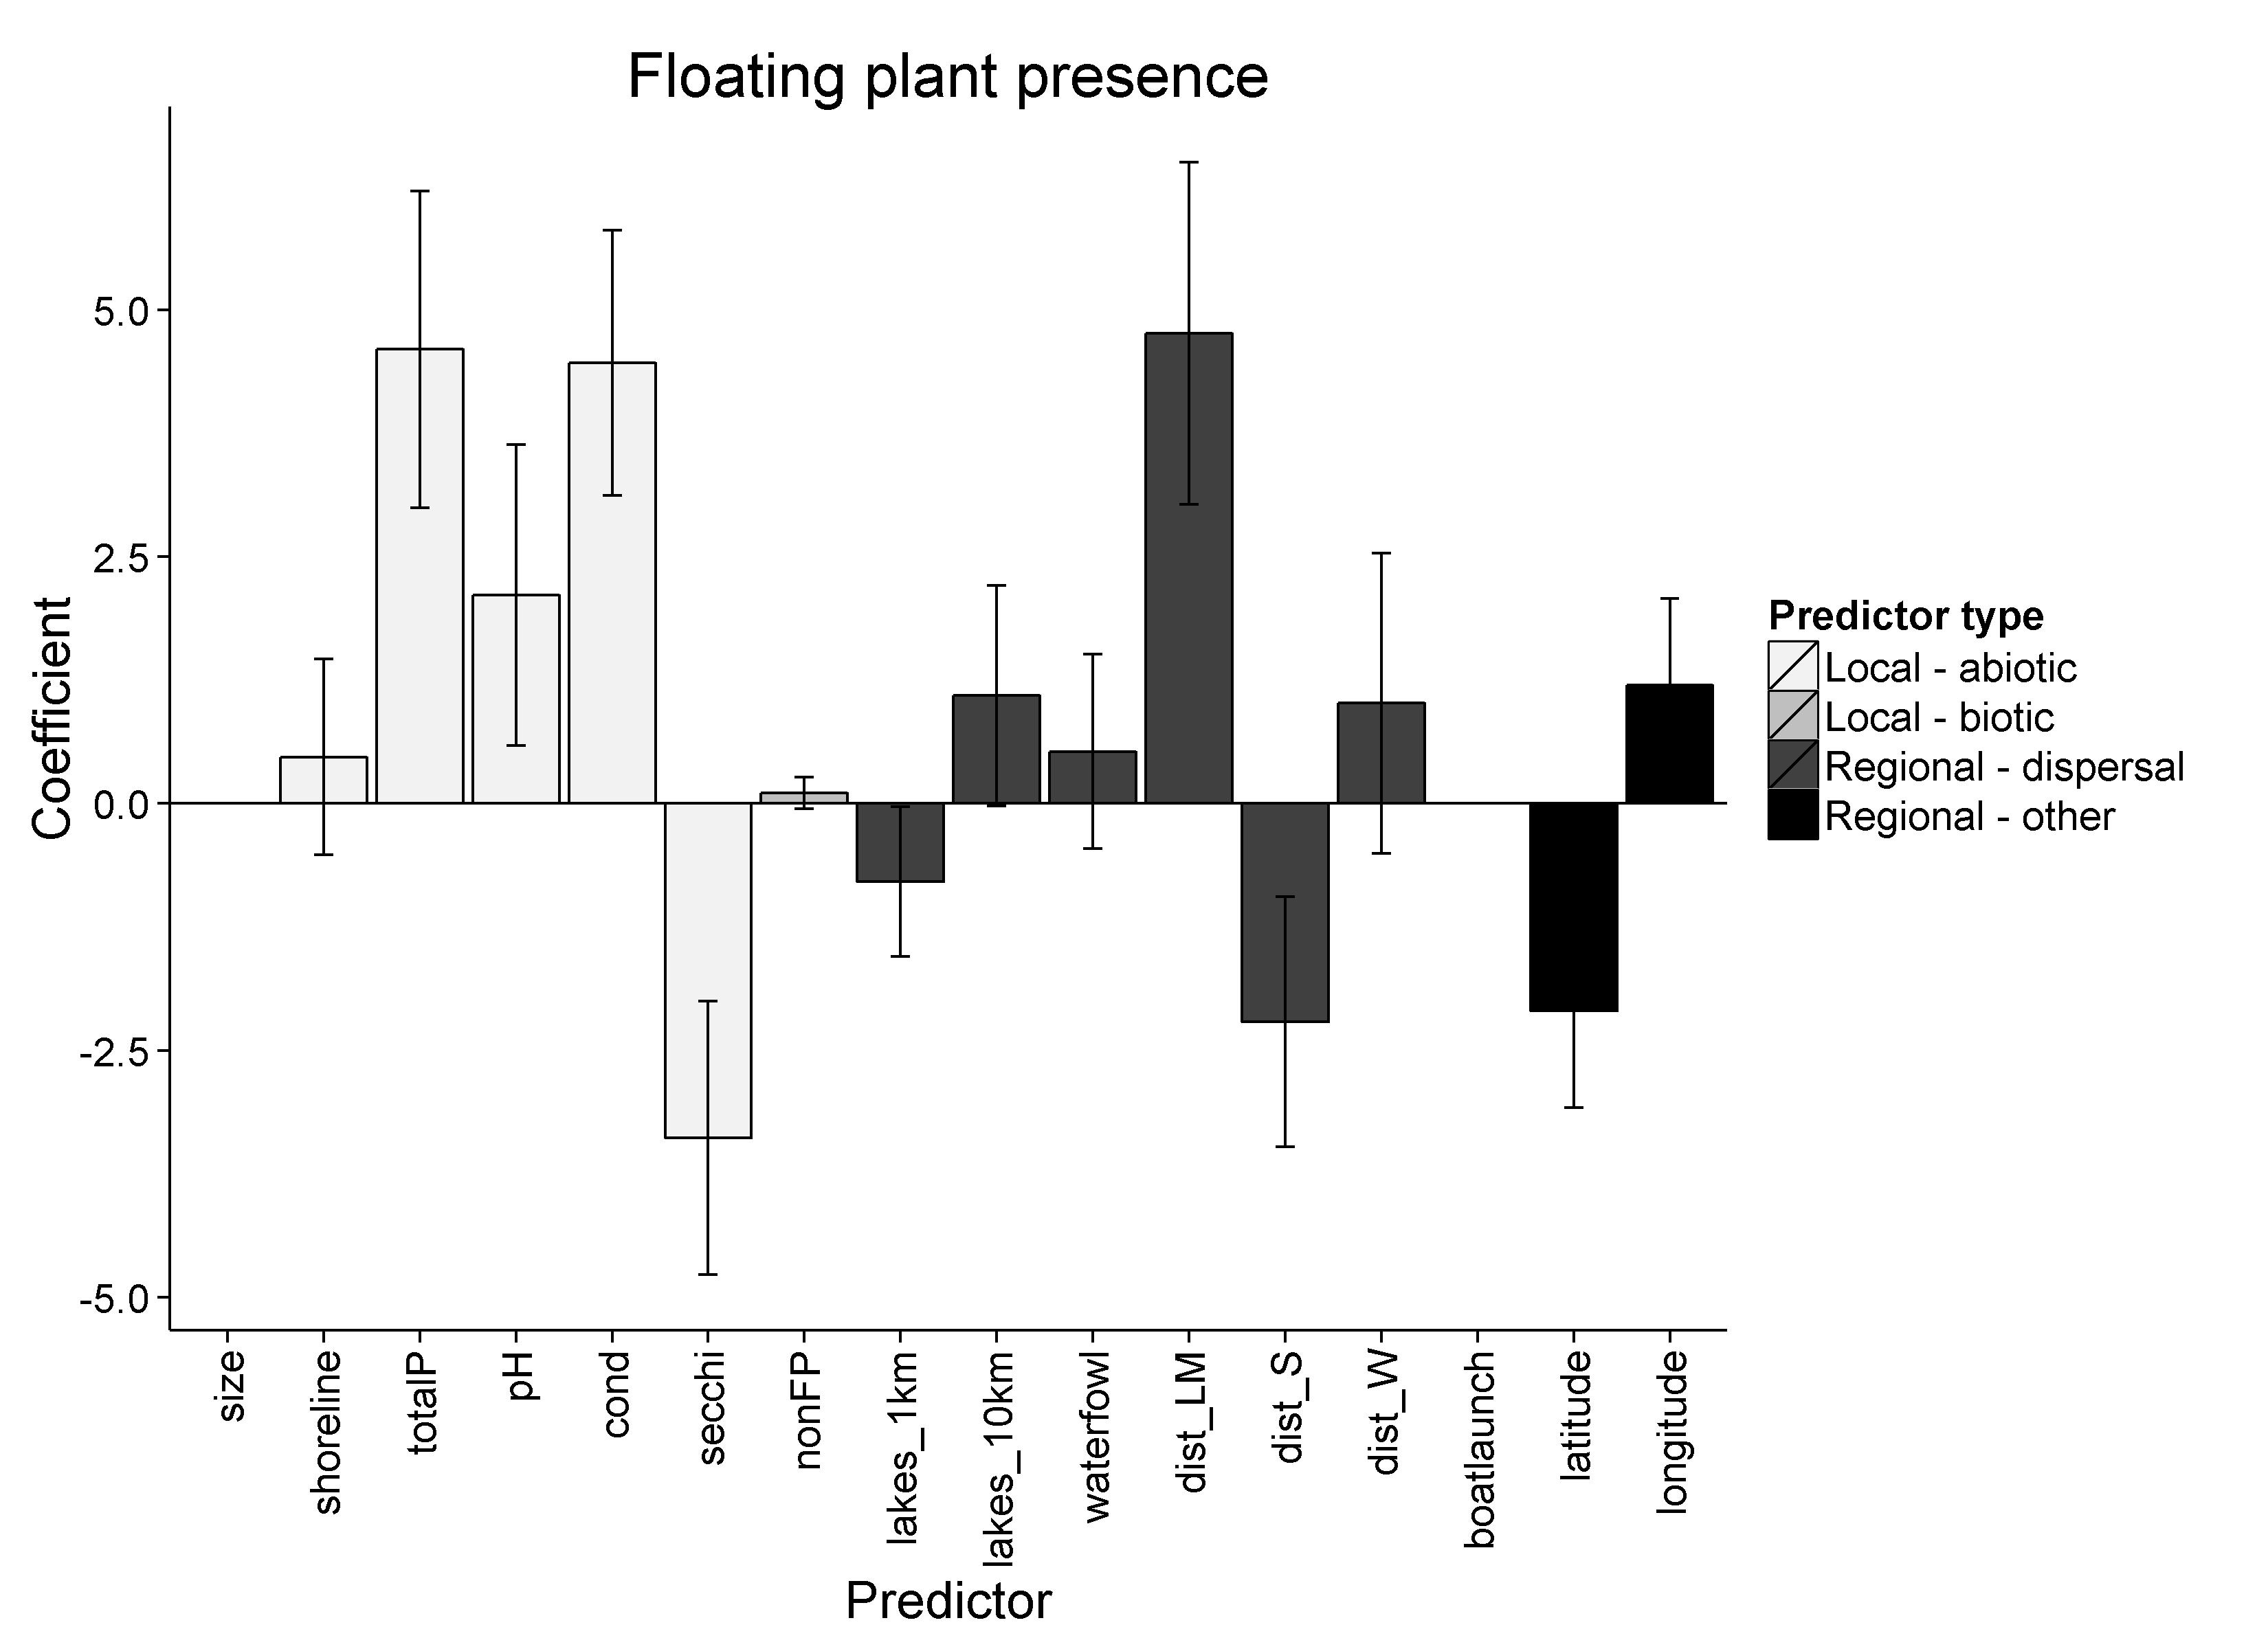 Floating plant presence
Coefficient
5.0
2.5
0.0
-2.5
-5.0
size
shoreline
totalP
pH
cond
secchi
nonFP
lakes_1km
lakes_10km
waterfowl
dist_LM
dist_S
dist_W
boatlaunch
latitude
longitude
Predictor
Predictor type
Local - abiotic
Local - biotic
Regional - dispersal
Regional - other